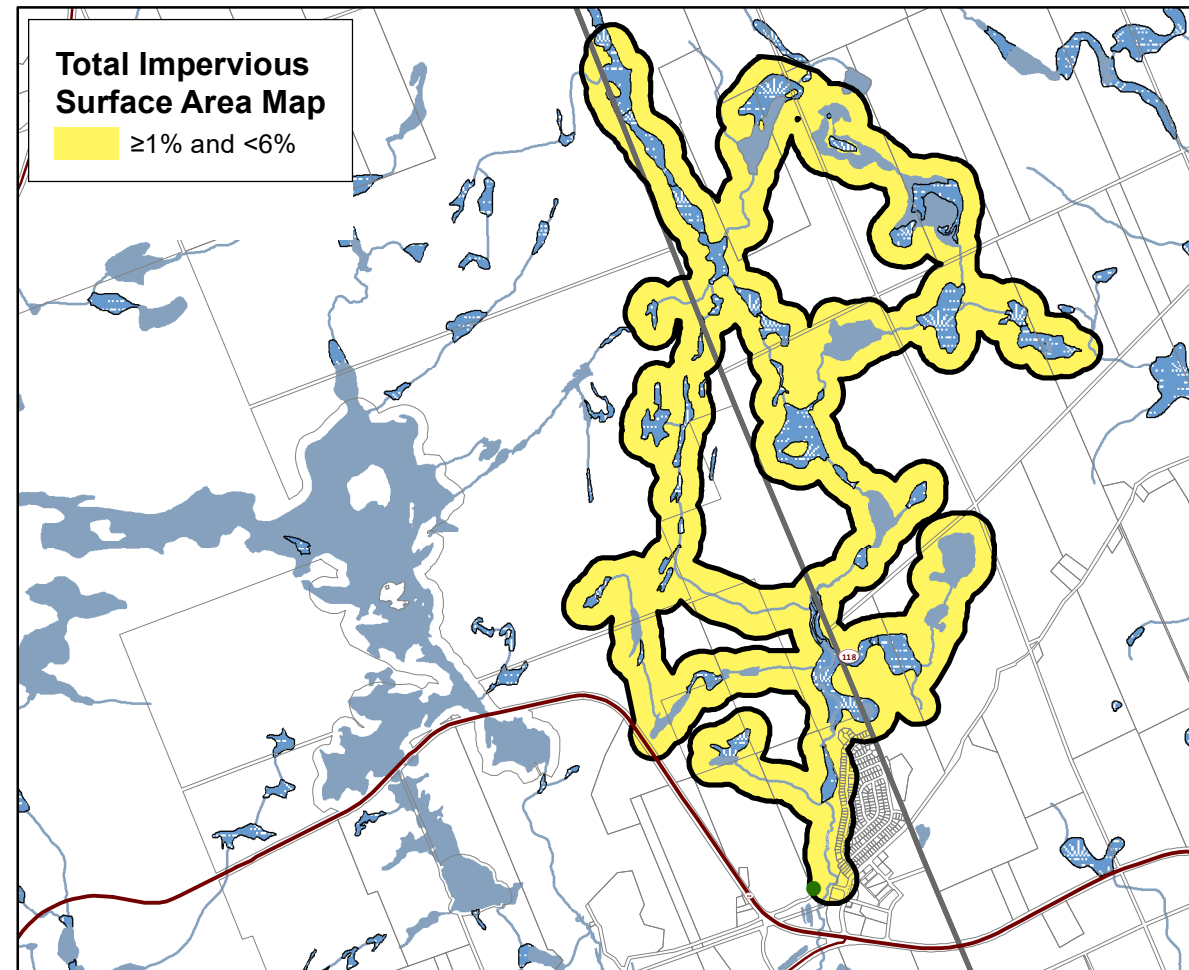 Total Impervious
Surface Area Map
≥1% and <6%
118